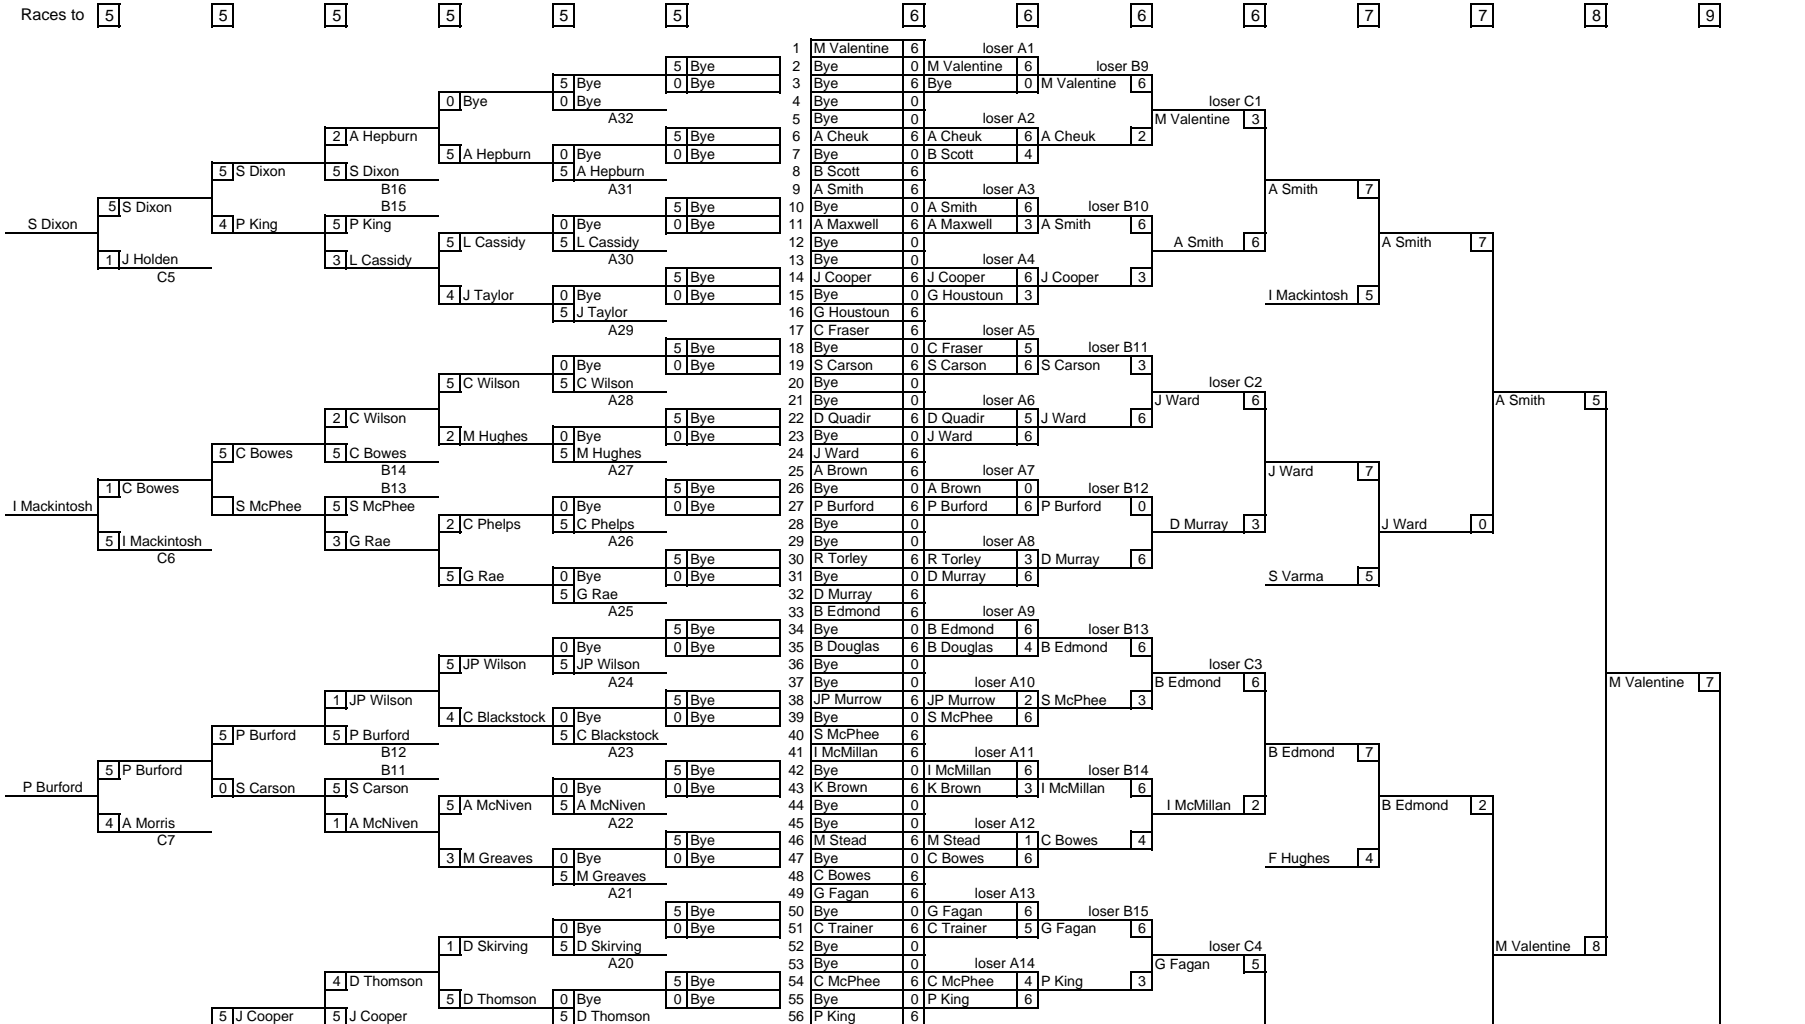 Races to 5 5 5 5 5 5 6 6 6 6 7 7 8 9
1 M Valentine 6 loser A1
5 Bye 2 Bye 0 M Valentine 6 loser B9
5 Bye 0 Bye 3 Bye 6 Bye 0 M Valentine 6
0 Bye 0 Bye 4 Bye 0 loser C1
A32 5 Bye 0 loser A2 M Valentine 3
2 A Hepburn 5 Bye 6 A Cheuk 6 A Cheuk 6 A Cheuk 2
5 A Hepburn 0 Bye 0 Bye 7 Bye 0 B Scott 4
5 S Dixon 5 S Dixon 5 A Hepburn 8 B Scott 6
B16 A31 9 A Smith 6 loser A3 A Smith 7
5 S Dixon B15 5 Bye 10 Bye 0 A Smith 6 loser B10
S Dixon 4 P King 5 P King 0 Bye 0 Bye 11 A Maxwell 6 A Maxwell 3 A Smith 6
5 L Cassidy 5 L Cassidy 12 Bye 0 A Smith 6 A Smith 7
1 J Holden 3 L Cassidy A30 13 Bye 0 loser A4
C5 5 Bye 14 J Cooper 6 J Cooper 6 J Cooper 3
4 J Taylor 0 Bye 0 Bye 15 Bye 0 G Houstoun 3 I Mackintosh 5
5 J Taylor 16 G Houstoun 6
A29 17 C Fraser 6 loser A5
5 Bye 18 Bye 0 C Fraser 5 loser B11
0 Bye 0 Bye 19 S Carson 6 S Carson 6 S Carson 3
5 C Wilson 5 C Wilson 20 Bye 0 loser C2
A28 21 Bye 0 loser A6 J Ward 6 A Smith 5
2 C Wilson 5 Bye 22 D Quadir 6 D Quadir 5 J Ward 6
2 M Hughes 0 Bye 0 Bye 23 Bye 0 J Ward 6
5 C Bowes 5 C Bowes 5 M Hughes 24 J Ward 6
B14 A27 25 A Brown 6 loser A7 J Ward 7
1 C Bowes B13 5 Bye 26 Bye 0 A Brown 0 loser B12
I Mackintosh S McPhee 5 S McPhee 0 Bye 0 Bye 27 P Burford 6 P Burford 6 P Burford 0
2 C Phelps 5 C Phelps 28 Bye 0 D Murray 3 J Ward 0
5 I Mackintosh 3 G Rae A26 29 Bye 0 loser A8
C6 5 Bye 30 R Torley 6 R Torley 3 D Murray 6
5 G Rae 0 Bye 0 Bye 31 Bye 0 D Murray 6 S Varma 5
5 G Rae 32 D Murray 6
A25 33 B Edmond 6 loser A9
5 Bye 34 Bye 0 B Edmond 6 loser B13
0 Bye 0 Bye 35 B Douglas 6 B Douglas 4 B Edmond 6
5 JP Wilson 5 JP Wilson 36 Bye 0 loser C3
A24 37 Bye 0 loser A10 B Edmond 6 M Valentine 7
1 JP Wilson 5 Bye 38 JP Murrow 6 JP Murrow 2 S McPhee 3
4 C Blackstock 0 Bye 0 Bye 39 Bye 0 S McPhee 6
5 P Burford 5 P Burford 5 C Blackstock 40 S McPhee 6
B12 A23 41 I McMillan 6 loser A11 B Edmond 7
5 P Burford B11 5 Bye 42 Bye 0 I McMillan 6 loser B14
P Burford 0 S Carson 5 S Carson 0 Bye 0 Bye 43 K Brown 6 K Brown 3 I McMillan 6
5 A McNiven 5 A McNiven 44 Bye 0 I McMillan 2 B Edmond 2
4 A Morris 1 A McNiven A22 45 Bye 0 loser A12
C7 5 Bye 46 M Stead 6 M Stead 1 C Bowes 4
3 M Greaves 0 Bye 0 Bye 47 Bye 0 C Bowes 6 F Hughes 4
5 M Greaves 48 C Bowes 6
A21 49 G Fagan 6 loser A13
5 Bye 50 Bye 0 G Fagan 6 loser B15
0 Bye 0 Bye 51 C Trainer 6 C Trainer 5 G Fagan 6
1 D Skirving 5 D Skirving 52 Bye 0 loser C4 M Valentine 8
A20 53 Bye 0 loser A14 G Fagan 5
4 D Thomson 5 Bye 54 C McPhee 6 C McPhee 4 P King 3
5 D Thomson 0 Bye 0 Bye 55 Bye 0 P King 6
5 J Cooper 5 J Cooper 5 D Thomson 56 P King 6